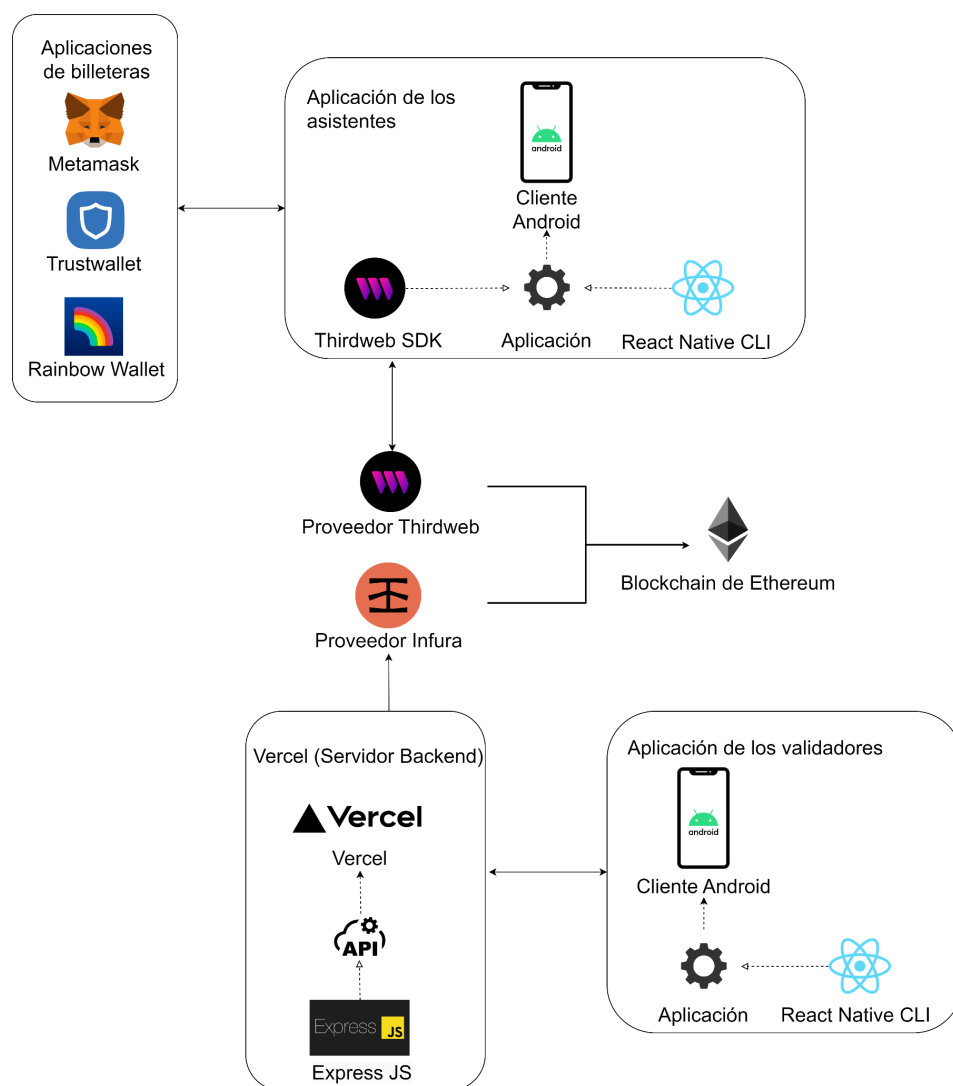 Aplicaciones
de billeteras
Metamask
Trustwallet
Rainbow Wallet
Aplicación de los
asistentes
android
Cliente
Android
Thirdweb SDK
Aplicación
React Native CLI
Proveedor Thirdweb
Blockchain de Ethereum
Proveedor Infura
Vercel (Servidor Backend)
Vercel
Vercel
API
Express JS
Express JS
Aplicación de los validadores
android
Cliente Android
Aplicación
React Native CLI